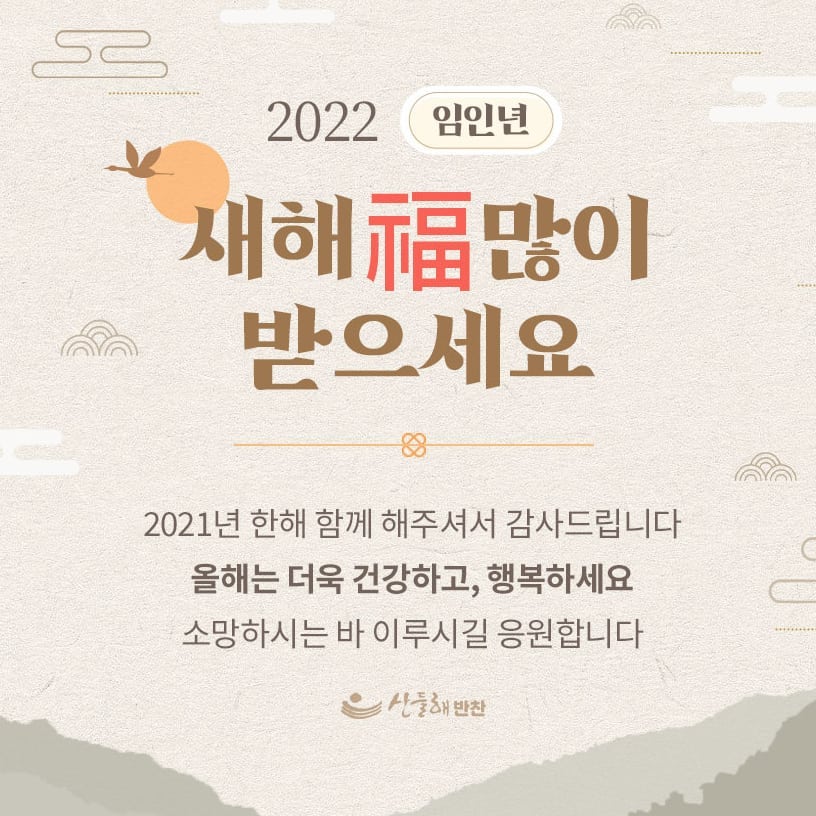 2022 임인년
새해福많이
받으세요
2021년 한해 함께 해주셔서 감사드립니다
올해는 더욱 건강하고, 행복하세요
소망하시는 바 이루시길 응원합니다
산들해 반찬